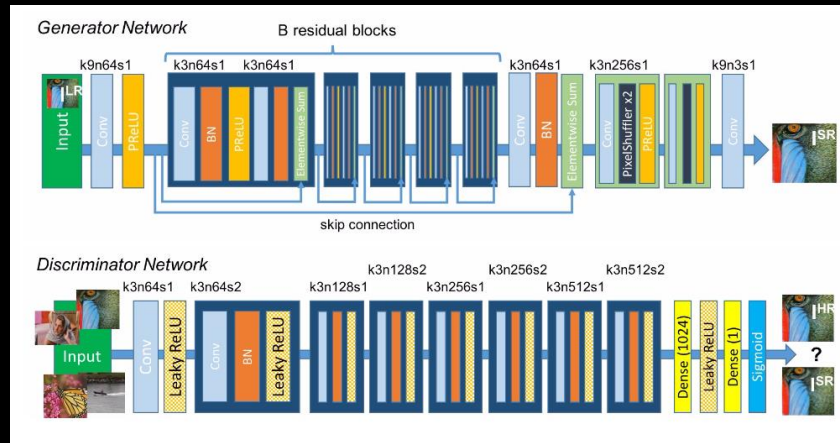 Generator Network
B residual blocks
k9n64s1
k3n64s1
k3n64s1
k3n64s1
k3n256s1
k9n3s1
I LR
Input
Conv
PReLU
Conv
BN
PReLU
Elementwise Sum
Conv
BN
Elementwise Sum
Conv
PixelShuffler x2
PReLU
Conv
I SR
skip connection
Discriminator Network
k3n64s1
k3n64s2
k3n128s1
k3n128s2
k3n256s1
k3n256s2
k3n512s1
k3n512s2
Input
Conv
Leaky ReLU
Conv
BN
Leaky ReLU
Dense (1024)
Leaky ReLU
Dense (1)
Sigmoid
I HR
?
I SR